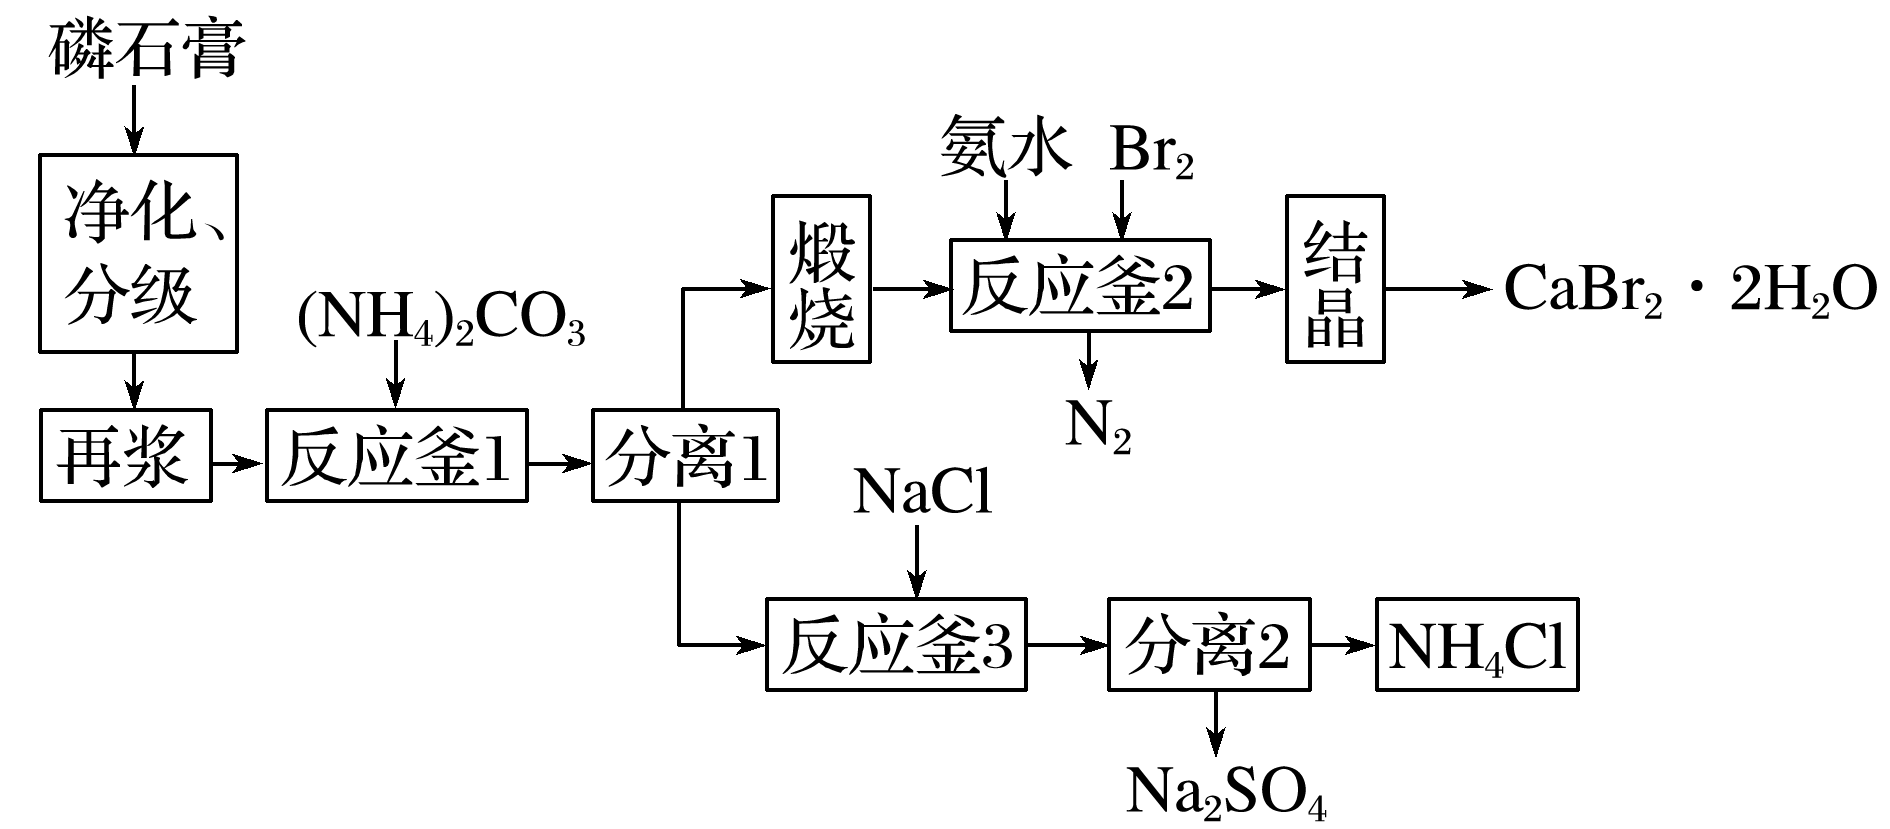 磷石膏
净化、
分级
再浆
(NH₄)₂CO₃
反应釜1
分离1
煅
烧
氨水 Br₂
反应釜2
N₂
结
晶
CaBr₂・2H₂O
NaCl
反应釜3
分离2
NH₄Cl
Na₂SO₄